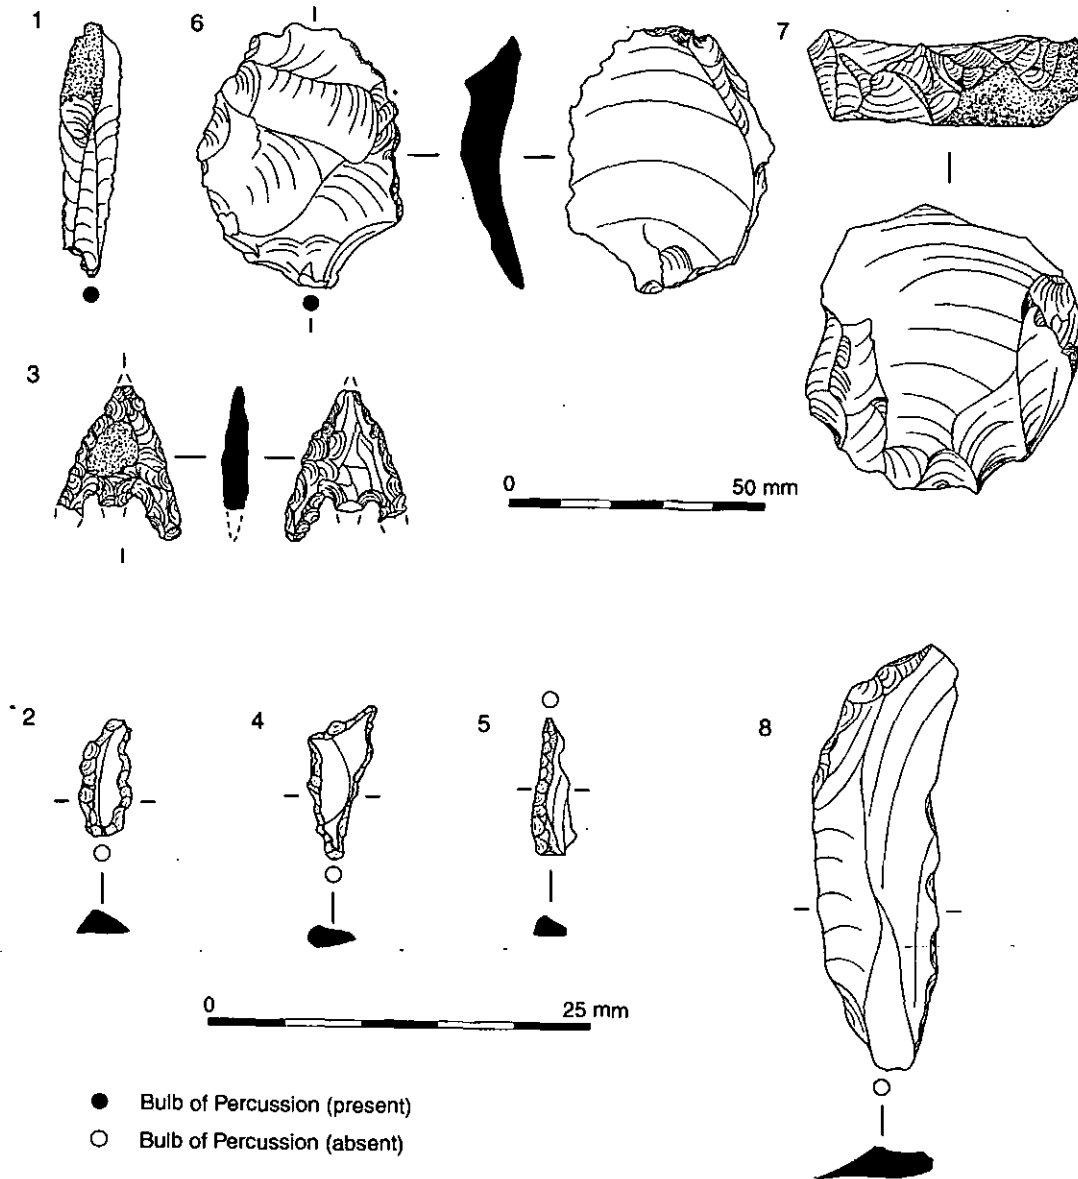 1
6
7
3
0 50 mm
2
4
5
8
0 25 mm
Bulb of Percussion (present)
Bulb of Percussion (absent)